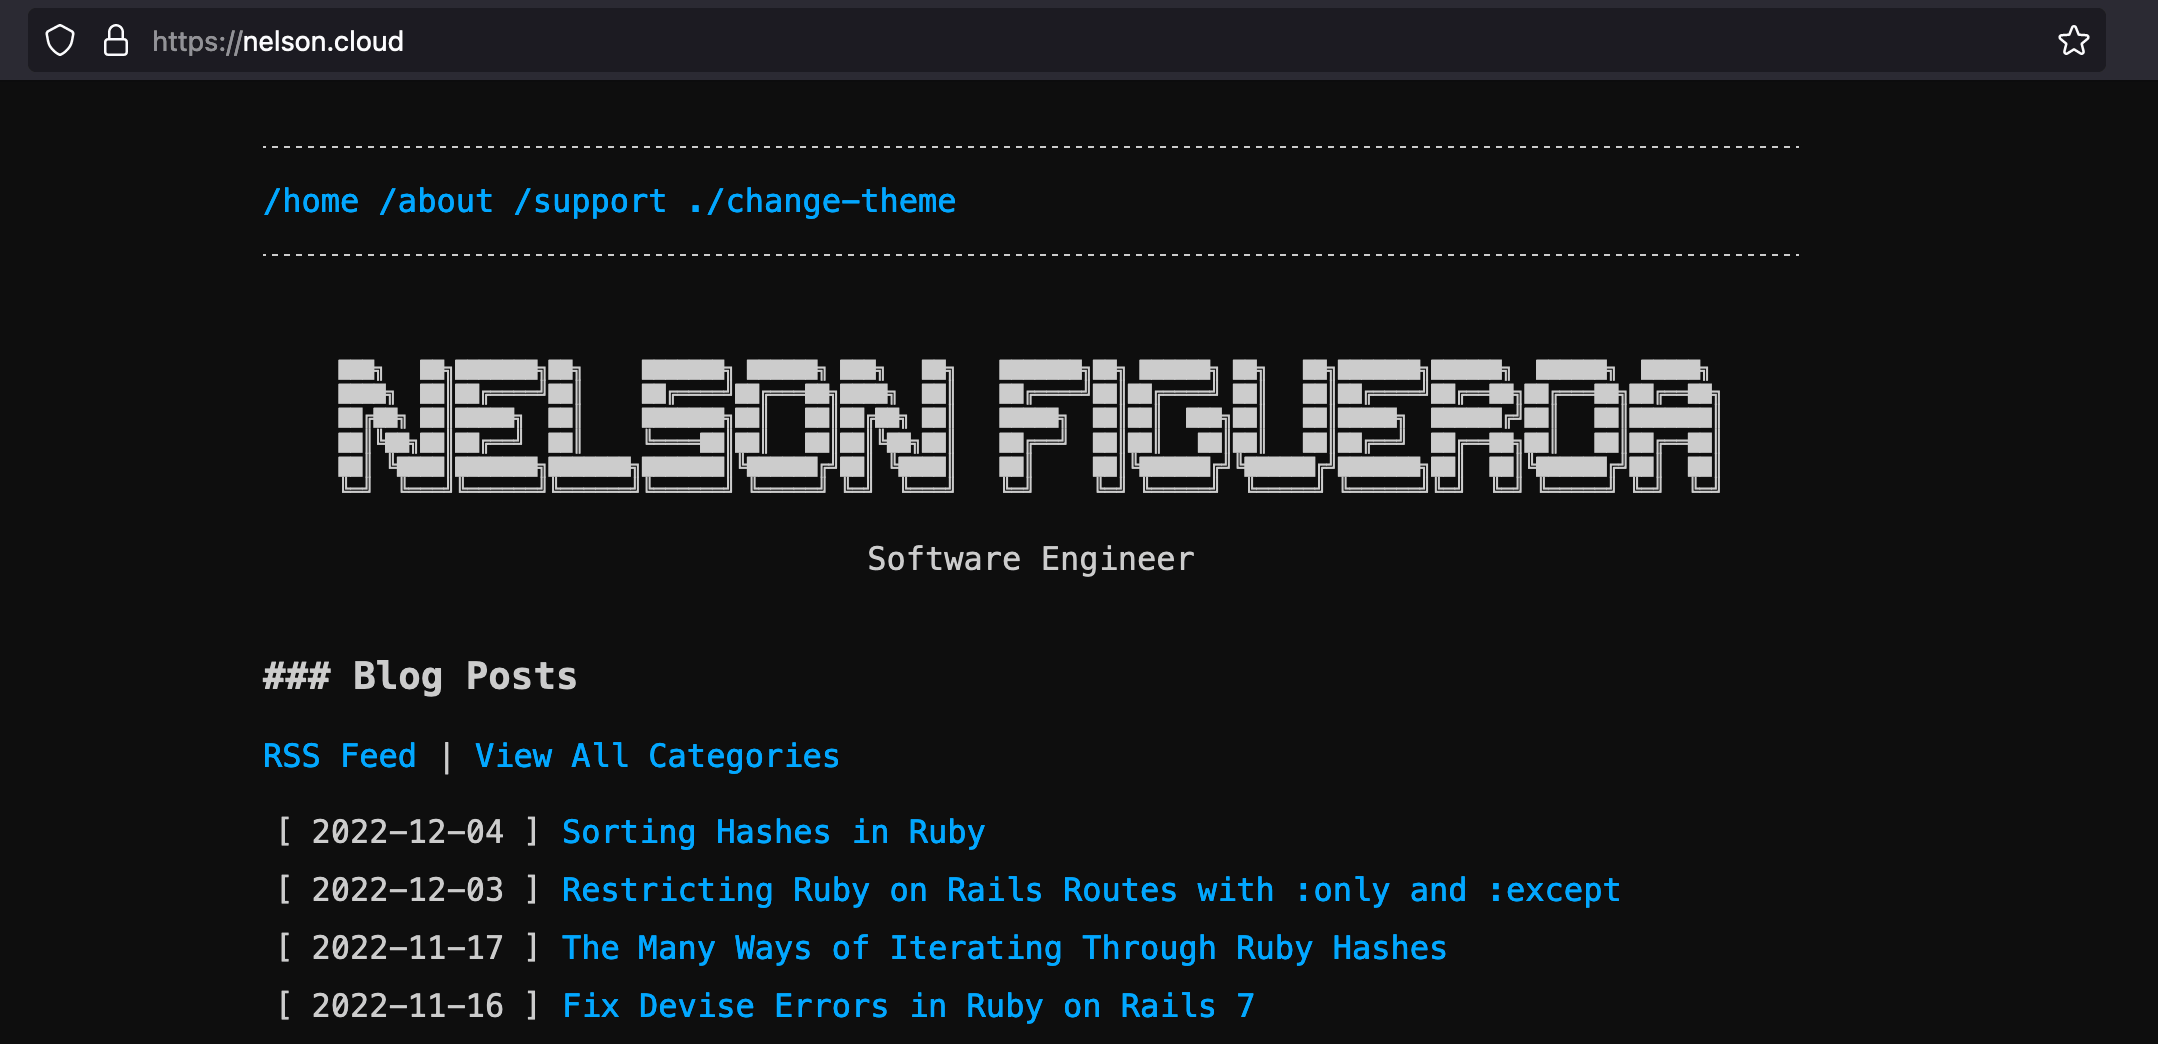 https://nelson.cloud
/home /about /support ./change-theme
NELSON FIGUEROA
Software Engineer
### Blog Posts
RSS Feed | View All Categories
[ 2022-12-04 ] Sorting Hashes in Ruby
[ 2022-12-03 ] Restricting Ruby on Rails Routes with :only and :except
[ 2022-11-17 ] The Many Ways of Iterating Through Ruby Hashes
[ 2022-11-16 ] Fix Devise Errors in Ruby on Rails 7